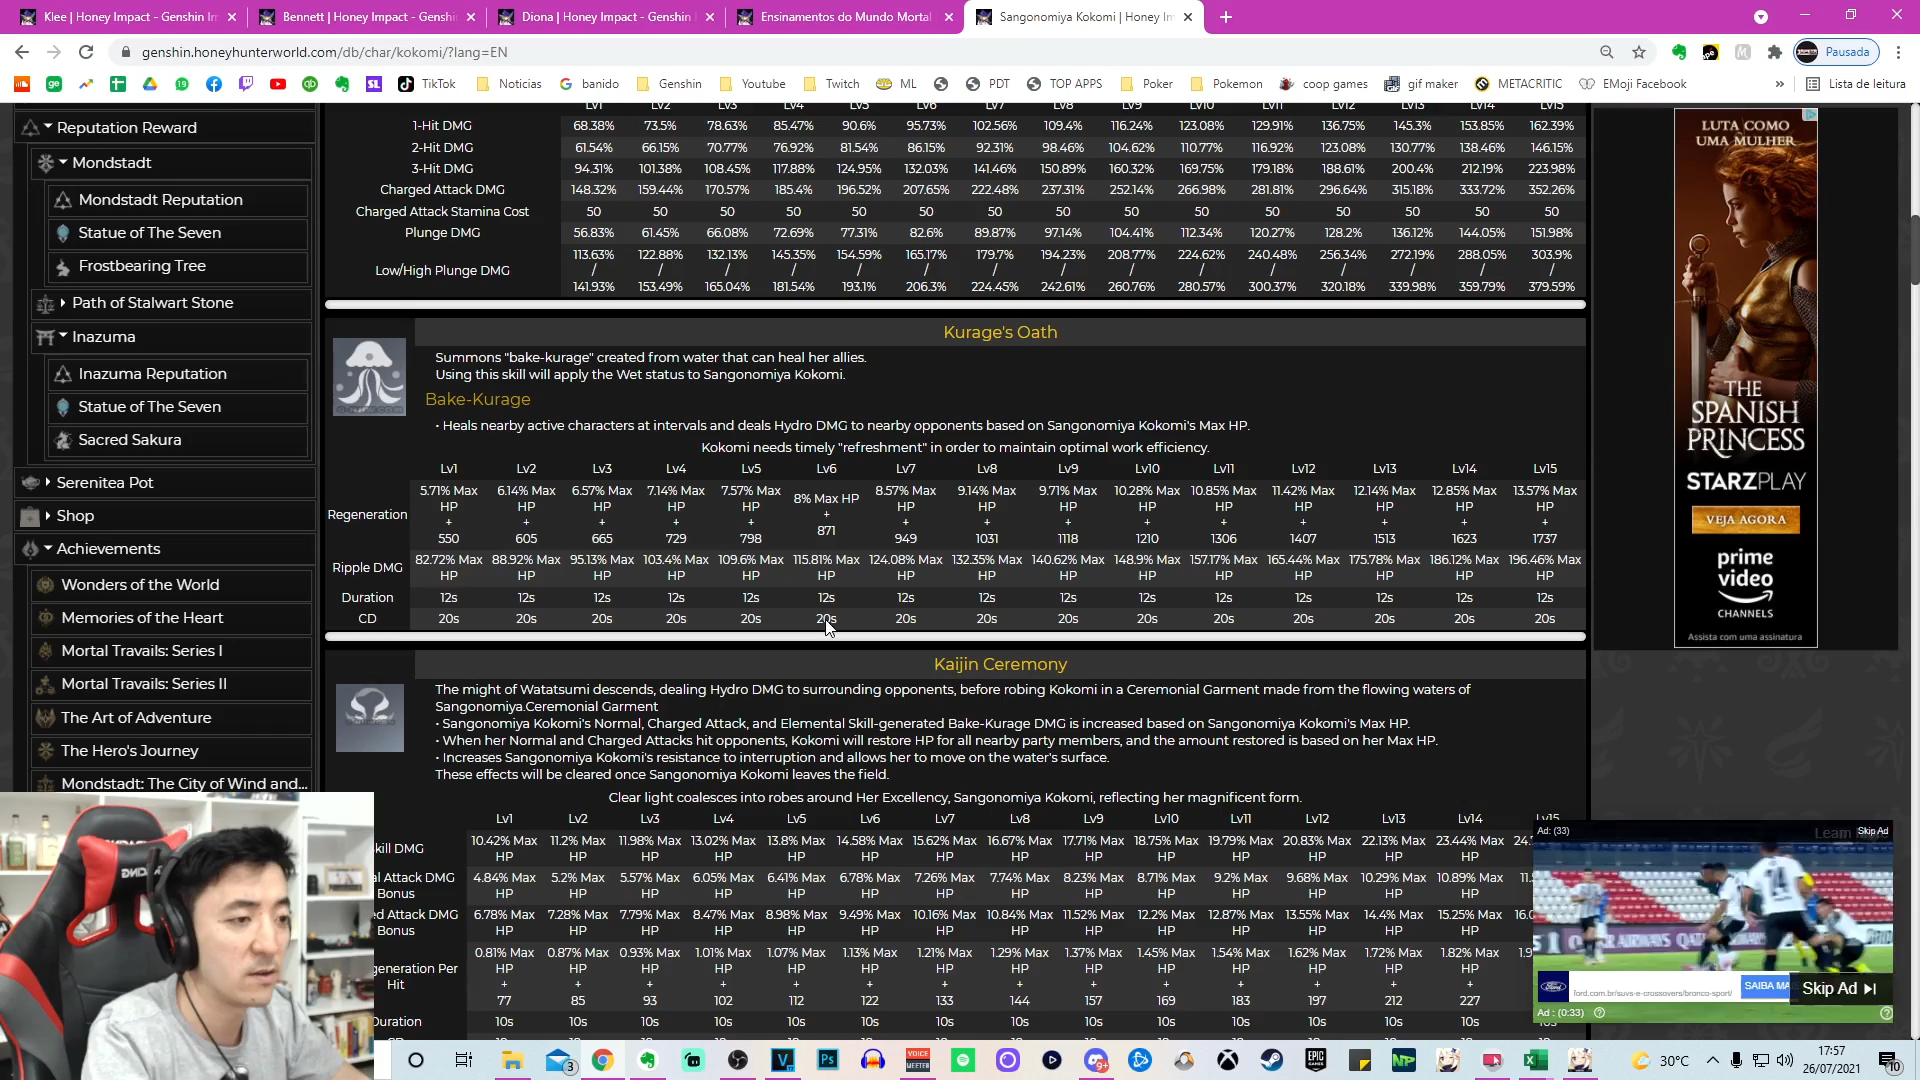 Klee | Honey Impact - Genshin Im
Bennett | Honey Impact - Genshin
Diona | Honey Impact - Genshin
Ensinamentos do Mundo Mortal
Sangonomiya Kokomi | Honey Im
genshin.honeyhunterworld.com/db/char/kokomi/?lang=EN
Pausada
TikTok
Noticias
banido
Genshin
Youtube
Twitch
ML
PDT
TOP APPS
Poker
Pokemon
coop games
gif maker
METACRITIC
EMoji Facebook
Lista de leitura
Reputation Reward
Mondstadt
Mondstadt Reputation
Statue of The Seven
Frostbearing Tree
Path of Stalwart Stone
Inazuma
Inazuma Reputation
Statue of The Seven
Sacred Sakura
Serenitea Pot
Shop
Achievements
Wonders of the World
Memories of the Heart
Mortal Travails: Series I
Mortal Travails: Series II
The Art of Adventure
The Hero's Journey
Mondstadt: The City of Wind and...
Lv1 Lv2 Lv3 Lv4 Lv5 Lv6 Lv7 Lv8 Lv9 Lv10 Lv11 Lv12 Lv13 Lv14 Lv15
1-Hit DMG 68.38% 73.5% 78.63% 85.47% 90.6% 95.73% 102.56% 109.4% 116.24% 123.08% 129.91% 136.75% 145.3% 153.85% 162.39%
2-Hit DMG 61.54% 66.15% 70.77% 76.92% 81.54% 86.15% 92.31% 98.46% 104.62% 110.77% 116.92% 123.08% 130.77% 138.46% 146.15%
3-Hit DMG 94.31% 101.38% 108.45% 117.88% 124.95% 132.03% 141.46% 150.89% 160.32% 169.75% 179.18% 188.61% 200.4% 212.19% 223.98%
Charged Attack DMG 148.32% 159.44% 170.57% 185.4% 196.52% 207.65% 222.48% 237.31% 252.14% 266.98% 281.81% 296.64% 315.18% 333.72% 352.26%
Charged Attack Stamina Cost 50 50 50 50 50 50 50 50 50 50 50 50 50 50 50
Plunge DMG 56.83% 61.45% 66.08% 72.69% 77.31% 82.6% 89.87% 97.14% 104.41% 112.34% 120.27% 128.2% 136.12% 144.05% 151.98%
113.63% 122.88% 132.13% 145.35% 154.59% 165.17% 179.7% 194.23% 208.77% 224.62% 240.48% 256.34% 272.19% 288.05% 303.9%
Low/High Plunge DMG / / / / / / / / / / / / / / /
141.93% 153.49% 165.04% 181.54% 193.1% 206.3% 224.45% 242.61% 260.76% 280.57% 300.37% 320.18% 339.98% 359.79% 379.59%
Kurage's Oath
Summons "bake-kurage" created from water that can heal her allies.
Using this skill will apply the Wet status to Sangonomiya Kokomi.
Bake-Kurage
• Heals nearby active characters at intervals and deals Hydro DMG to nearby opponents based on Sangonomiya Kokomi's Max HP.
Kokomi needs timely "refreshment" in order to maintain optimal work efficiency.
Lv1 Lv2 Lv3 Lv4 Lv5 Lv6 Lv7 Lv8 Lv9 Lv10 Lv11 Lv12 Lv13 Lv14 Lv15
5.71% Max 6.14% Max 6.57% Max 7.14% Max 7.57% Max 8% Max HP 8.57% Max 9.14% Max 9.71% Max 10.28% Max 10.85% Max 11.42% Max 12.14% Max 12.85% Max 13.57% Max
HP HP HP HP HP HP HP HP HP HP HP HP HP HP
Regeneration + + + + + + + + + + + + + + +
550 605 665 729 798 871 949 1031 1118 1210 1306 1407 1513 1623 1737
Ripple DMG 82.72% Max 88.92% Max 95.13% Max 103.4% Max 109.6% Max 115.81% Max 124.08% Max 132.35% Max 140.62% Max 148.9% Max 157.17% Max 165.44% Max 175.78% Max 186.12% Max 196.46% Max
HP HP HP HP HP HP HP HP HP HP HP HP HP HP HP
Duration 12s 12s 12s 12s 12s 12s 12s 12s 12s 12s 12s 12s 12s 12s 12s
CD 20s 20s 20s 20s 20s 20s 20s 20s 20s 20s 20s 20s 20s 20s 20s
Kaijin Ceremony
The might of Watatsumi descends, dealing Hydro DMG to surrounding opponents, before robing Kokomi in a Ceremonial Garment made from the flowing waters of
Sangonomiya.Ceremonial Garment
• Sangonomiya Kokomi's Normal, Charged Attack, and Elemental Skill-generated Bake-Kurage DMG is increased based on Sangonomiya Kokomi's Max HP.
• When her Normal and Charged Attacks hit opponents, Kokomi will restore HP for all nearby party members, and the amount restored is based on her Max HP.
• Increases Sangonomiya Kokomi's resistance to interruption and allows her to move on the water's surface.
These effects will be cleared once Sangonomiya Kokomi leaves the field.
Clear light coalesces into robes around Her Excellency, Sangonomiya Kokomi, reflecting her magnificent form.
Lv1 Lv2 Lv3 Lv4 Lv5 Lv6 Lv7 Lv8 Lv9 Lv10 Lv11 Lv12 Lv13 Lv14 Lv15
kill DMG 10.42% Max 11.2% Max 11.98% Max 13.02% Max 13.8% Max 14.58% Max 15.62% Max 16.67% Max 17.71% Max 18.75% Max 19.79% Max 20.83% Max 22.13% Max 23.44% Max 24.
HP HP HP HP HP HP HP HP HP HP HP HP HP HP
al Attack DMG 4.84% Max 5.2% Max 5.57% Max 6.05% Max 6.41% Max 6.78% Max 7.26% Max 7.74% Max 8.23% Max 8.71% Max 9.2% Max 9.68% Max 10.29% Max 10.89% Max 11.
Bonus HP HP HP HP HP HP HP HP HP HP HP HP HP HP
ed Attack DMG 6.78% Max 7.28% Max 7.79% Max 8.47% Max 8.98% Max 9.49% Max 10.16% Max 10.84% Max 11.52% Max 12.2% Max 12.87% Max 13.55% Max 14.4% Max 15.25% Max 16.0
Bonus HP HP HP HP HP HP HP HP HP HP HP HP HP HP
0.81% Max 0.87% Max 0.93% Max 1.01% Max 1.07% Max 1.13% Max 1.21% Max 1.29% Max 1.37% Max 1.45% Max 1.54% Max 1.62% Max 1.72% Max 1.82% Max 1.9
eneration Per HP HP HP HP HP HP HP HP HP HP HP HP HP HP
Hit + + + + + + + + + + + + + +
77 85 93 102 112 122 133 144 157 169 183 197 212 227
Duration 10s 10s 10s 10s 10s 10s 10s 10s 10s 10s 10s 10s 10s 10s 10s
LUTA COMO
UMA MULHER
THE
SPANISH
PRINCESS
STARZPLAY
VEJA AGORA
prime
video
CHANNELS
Assista com uma assinatura
Ad: (33)
Learn
Skip Ad
QATAR AIRWAYS
Ford
ford.com.br/suvs-e-crossovers/bronco-sport/
SAIBA MA
Skip Ad
Ad : (0:33)
3
VOICE
MEETER
9+
EPIC
GAMES
NP
30°C
17:57
26/07/2021
10